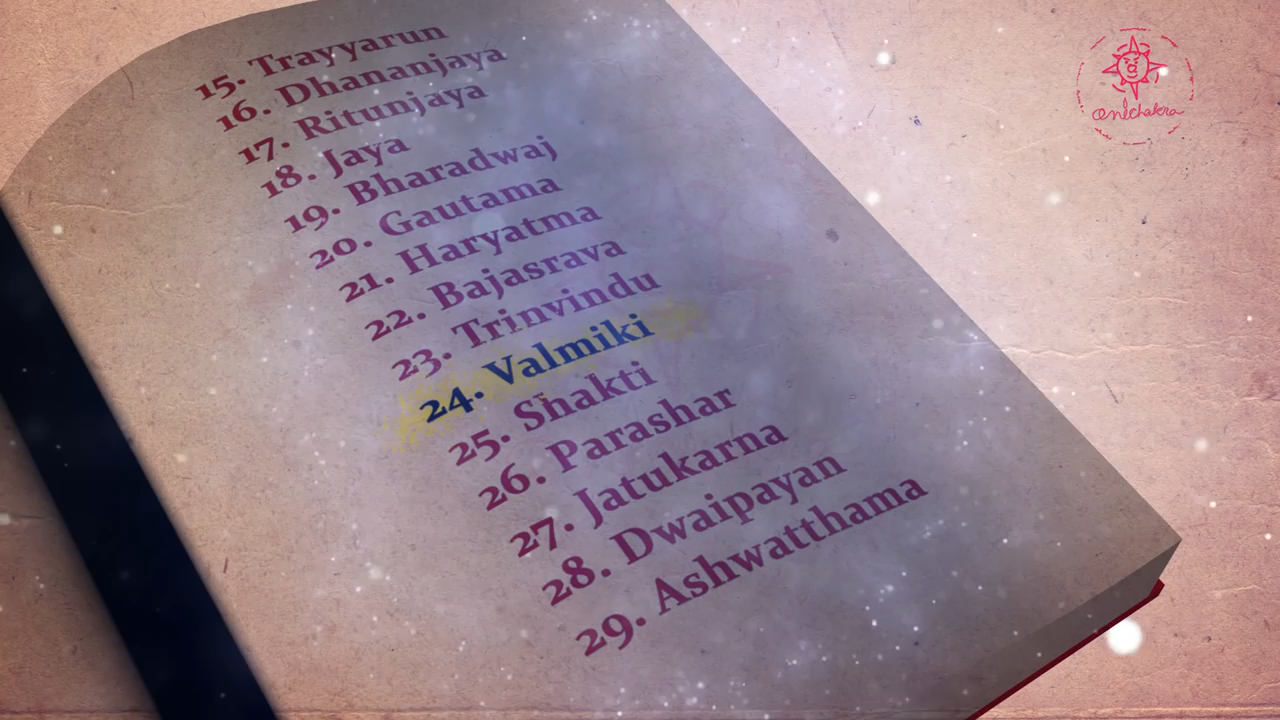 15. Trayyarun
16. Dhananjaya
17. Ritunjaya
18. Jaya
19. Bharadwaj
20. Gautama
21. Haryatma
22. Bajasrava
23. Trinvindu
24. Valmiki
25. Shakti
26. Parashar
27. Jatukarna
28. Dwaipayan
29. Ashwatthama
enichakra